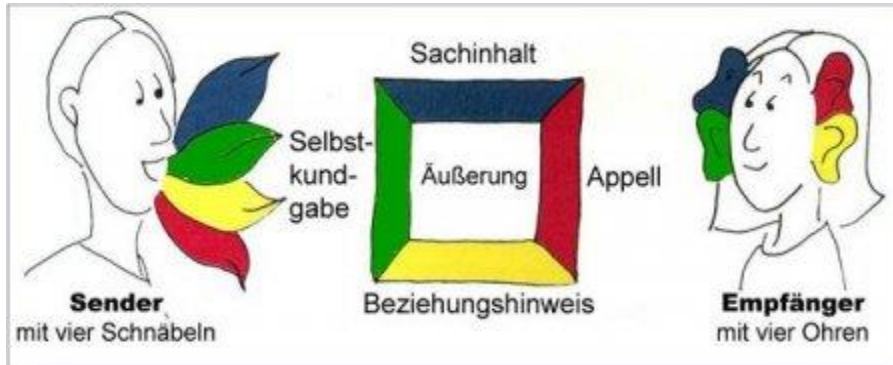 Sachinhalt
Selbst-
kund-
gabe
Äußerung
Appell
Beziehungshinweis
Sender
mit vier Schnäbeln
Empfänger
mit vier Ohren